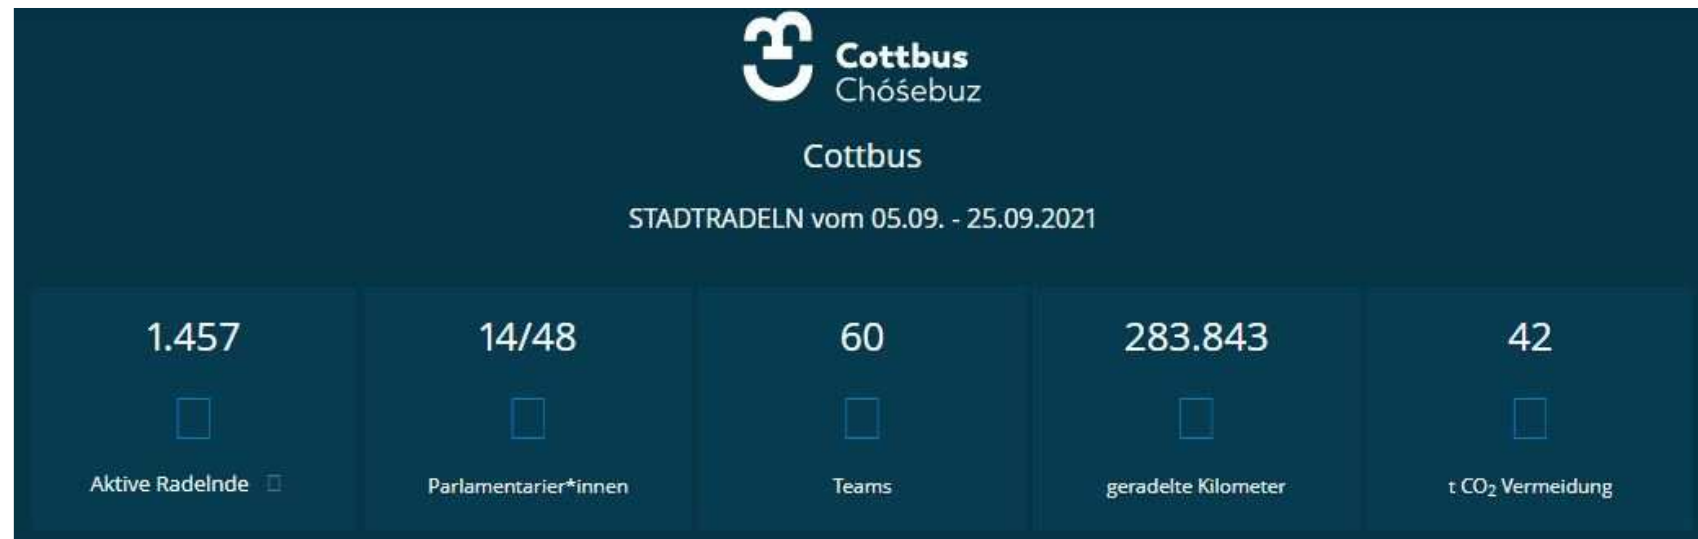 Cottbus
Chóśebuz
Cottbus
STADTRADELN vom 05.09. - 25.09.2021
1.457
14/48
60
283.843
42
Aktive Radelnde
Parlamentarier*innen
Teams
geradelte Kilometer
t CO₂ Vermeidung